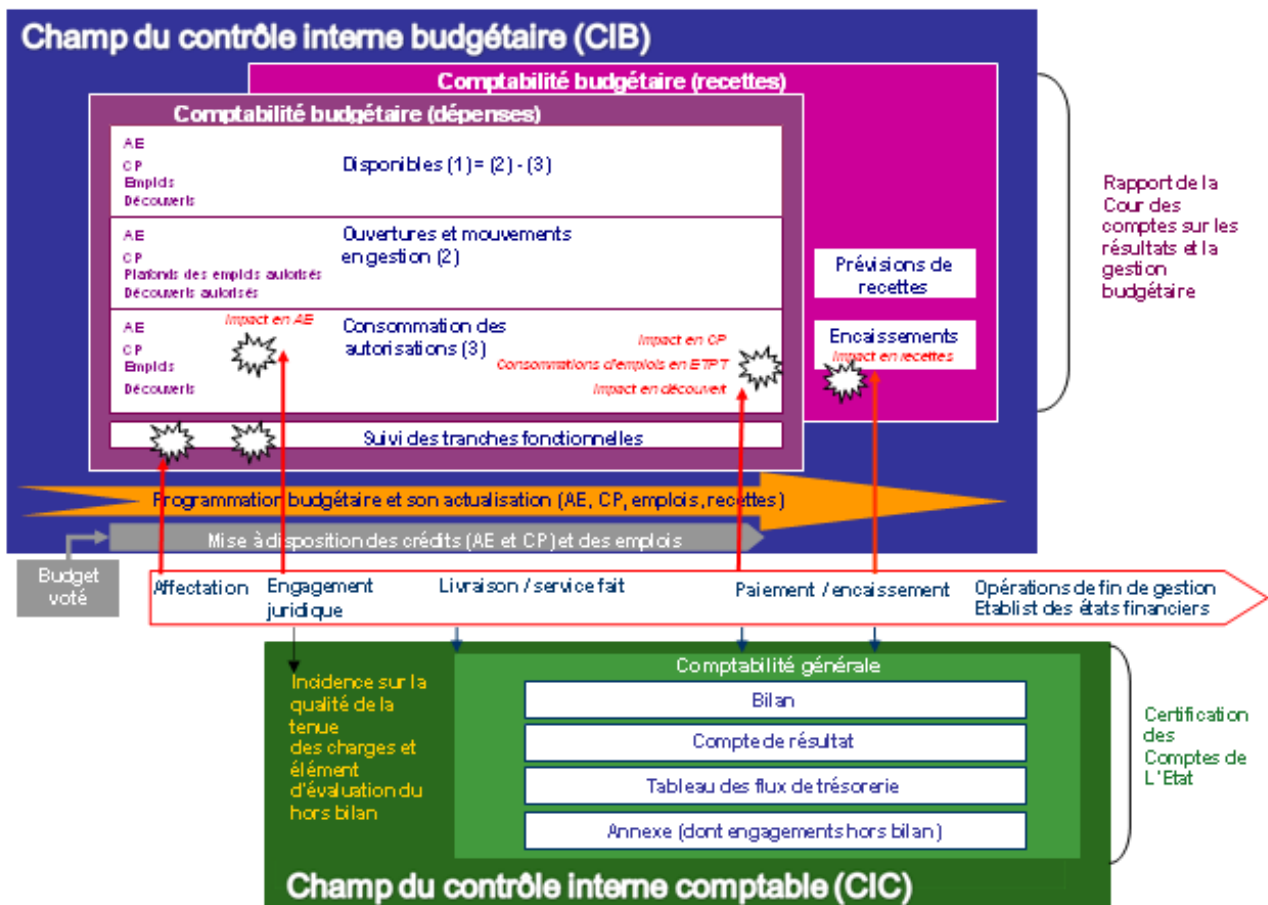 Champ du contrôle interne budgétaire (CIB)
Comptabilité budgétaire (recettes)
Comptabilité budgétaire (dépenses)
AE
CP
Emplois
Découverts
Disponibles (1) = (2) - (3)
AE
CP
Plafonds des emplois autorisés
Découverts autorisés
Ouvertures et mouvements
en gestion (2)
AE
CP
Emplois
Découverts
Impact en AE
Consommation des
autorisations (3)
Impact en CP
Consommations d'emplois en ETPT
Impact en découvert
Suivi des tranches fonctionnelles
Prévisions de
recettes
Encaissements
Impact en recettes
Rapport de la
Cour des
comptes sur les
résultats et la
gestion
budgétaire
Programmation budgétaire et son actualisation (AE, CP, emplois, recettes)
Mise à disposition des crédits (AE et CP) et des emplois
Budget
voté
Affectation
Engagement
juridique
Livraison / service fait
Paiement / encaissement
Opérations de fin de gestion
Etablist des états financiers
Incidence sur la
qualité de la
tenue
des charges et
élément
d'évaluation du
hors bilan
Comptabilité générale
Bilan
Compte de résultat
Tableau des flux de trésorerie
Annexe (dont engagements hors bilan)
Certification
des
Comptes de
L'Etat
Champ du contrôle interne comptable (CIC)